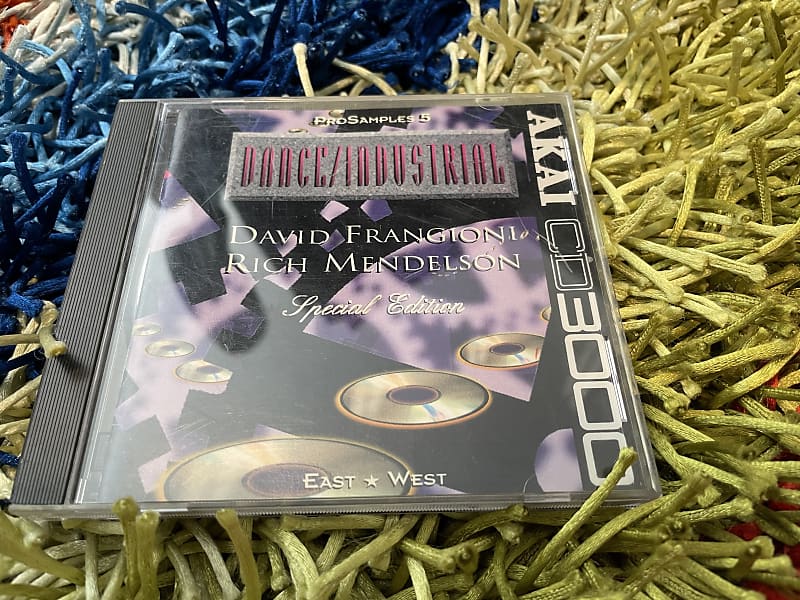 ProSamples 5
DANCE/INDUSTRIAL
David Frangioni
Rich Mendelson
Special Edition
East ★ West
AKAI CD3000